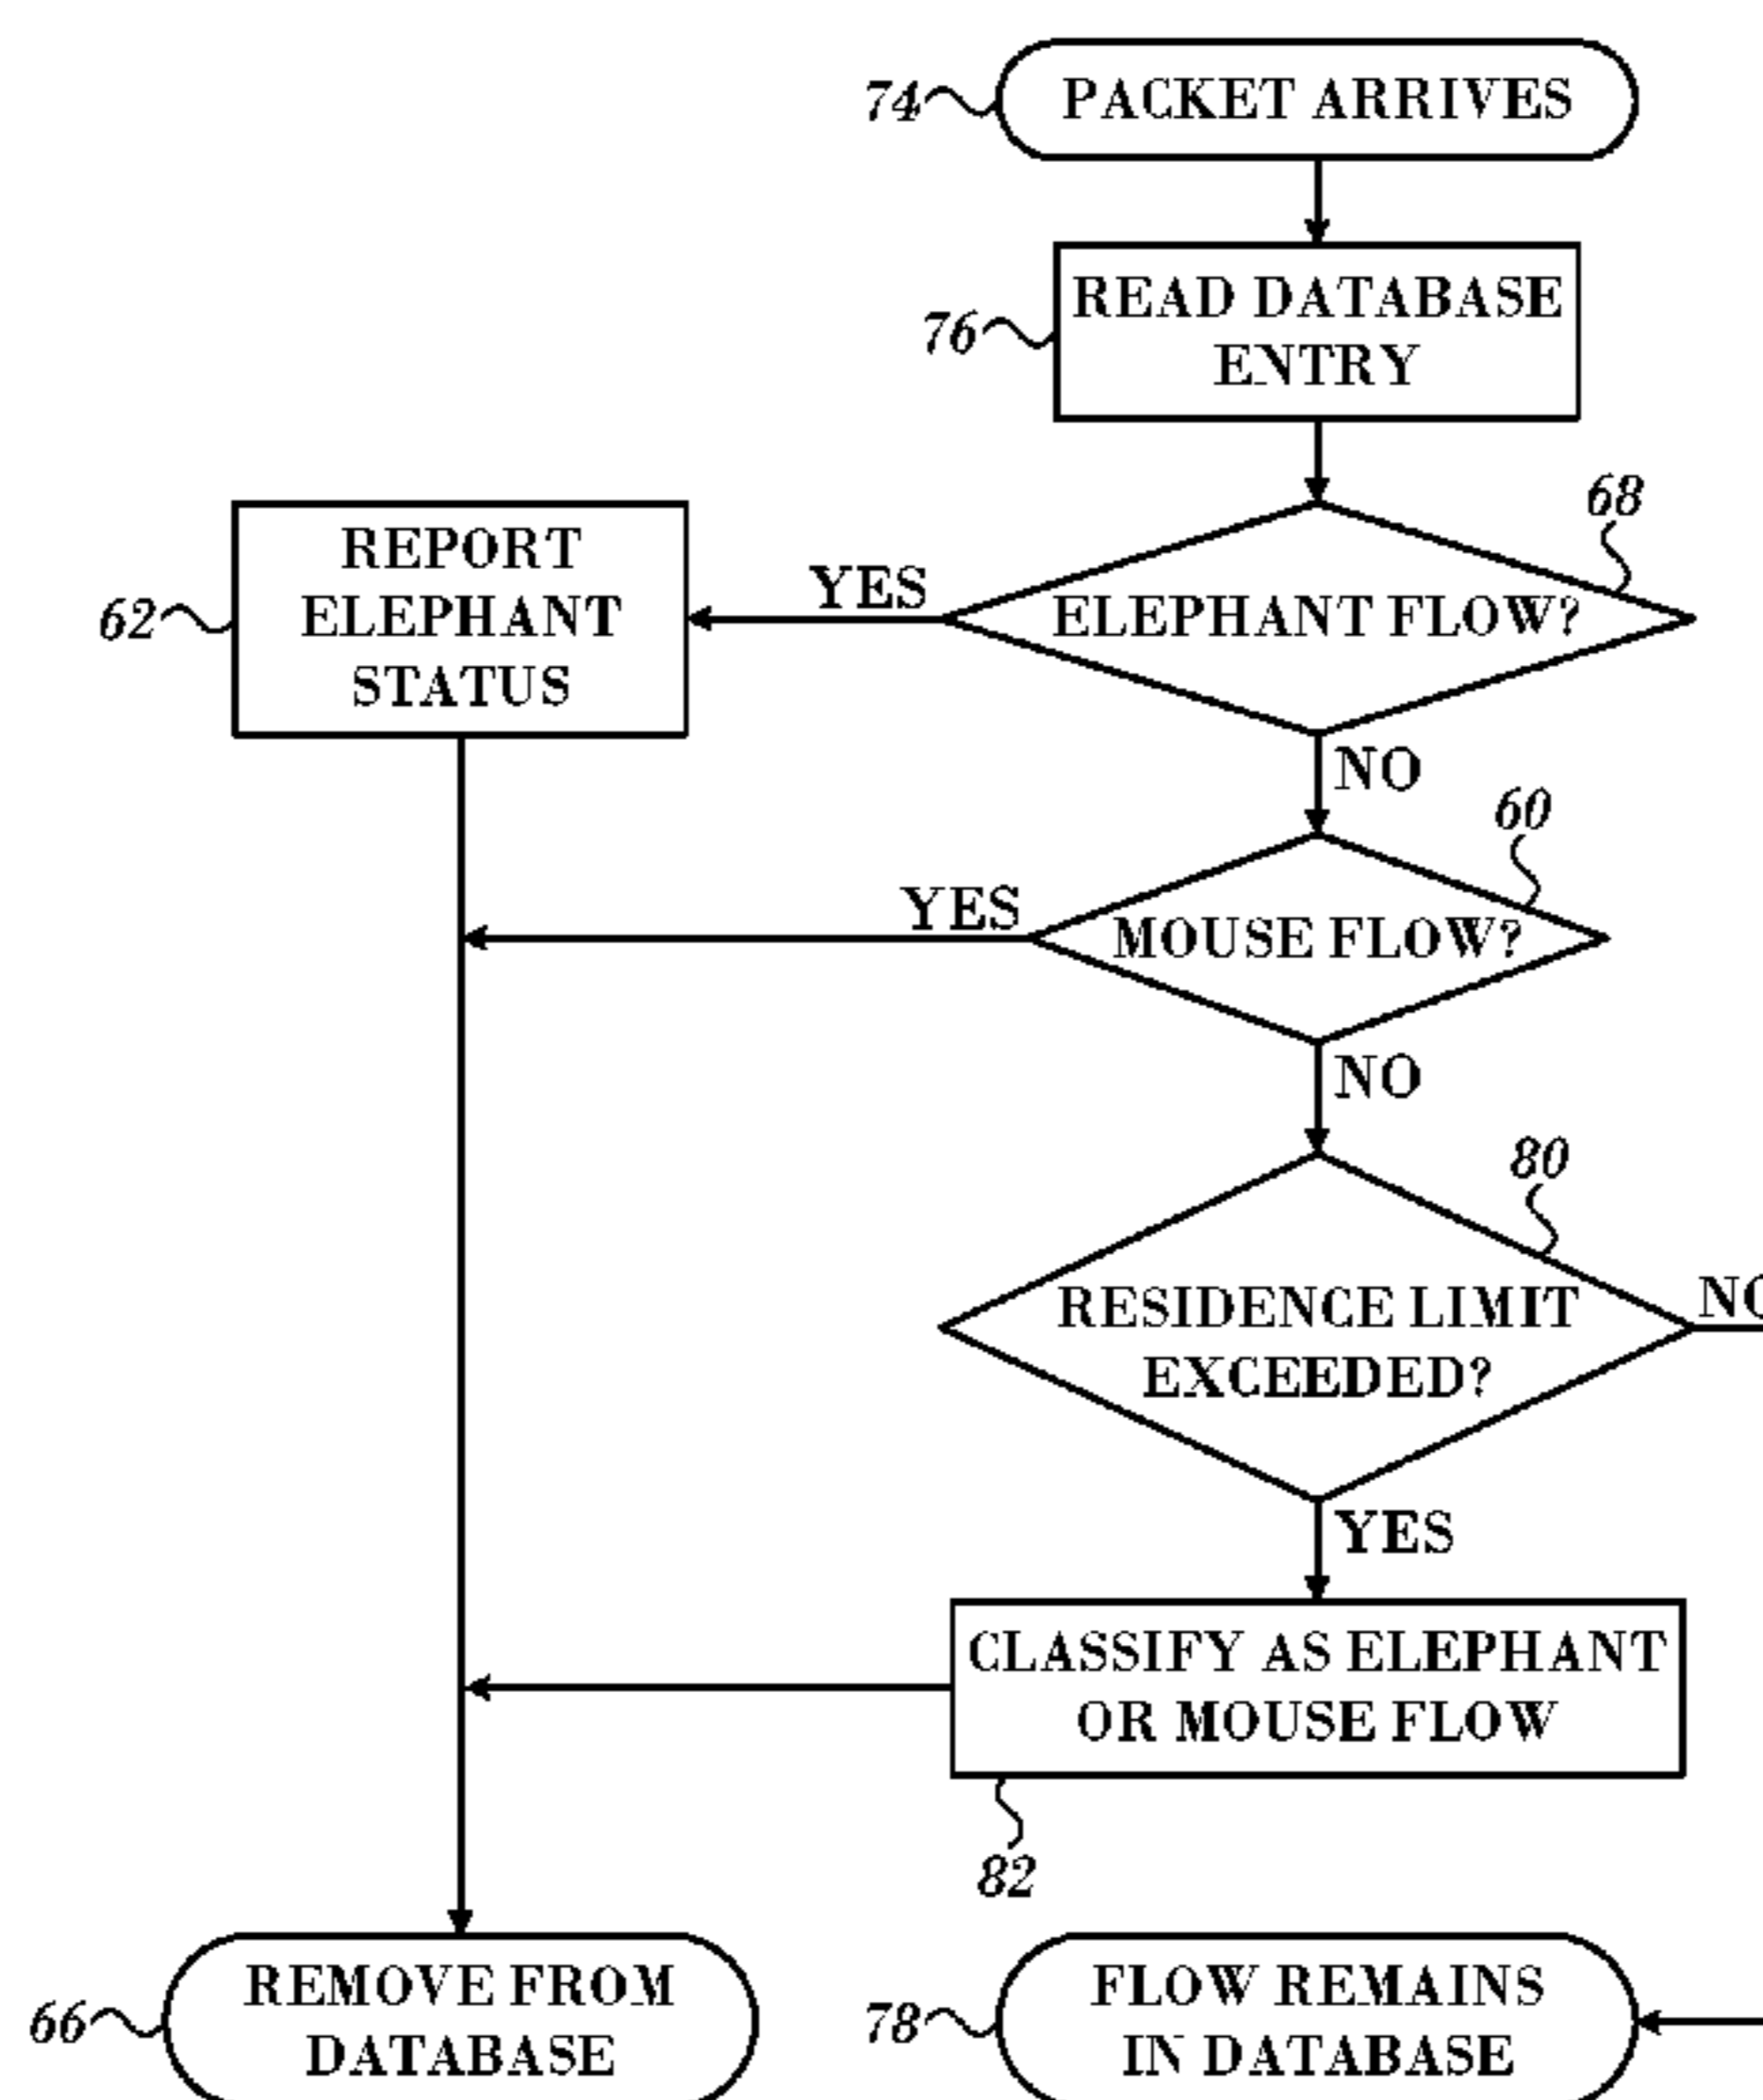 74
PACKET ARRIVES
76
READ DATABASE
ENTRY
68
ELEPHANT FLOW?
YES
62
REPORT
ELEPHANT
STATUS
NO
60
MOUSE FLOW?
YES
NO
80
RESIDENCE LIMIT
EXCEEDED?
NO
YES
CLASSIFY AS ELEPHANT
OR MOUSE FLOW
82
66
REMOVE FROM
DATABASE
78
FLOW REMAINS
IN DATABASE